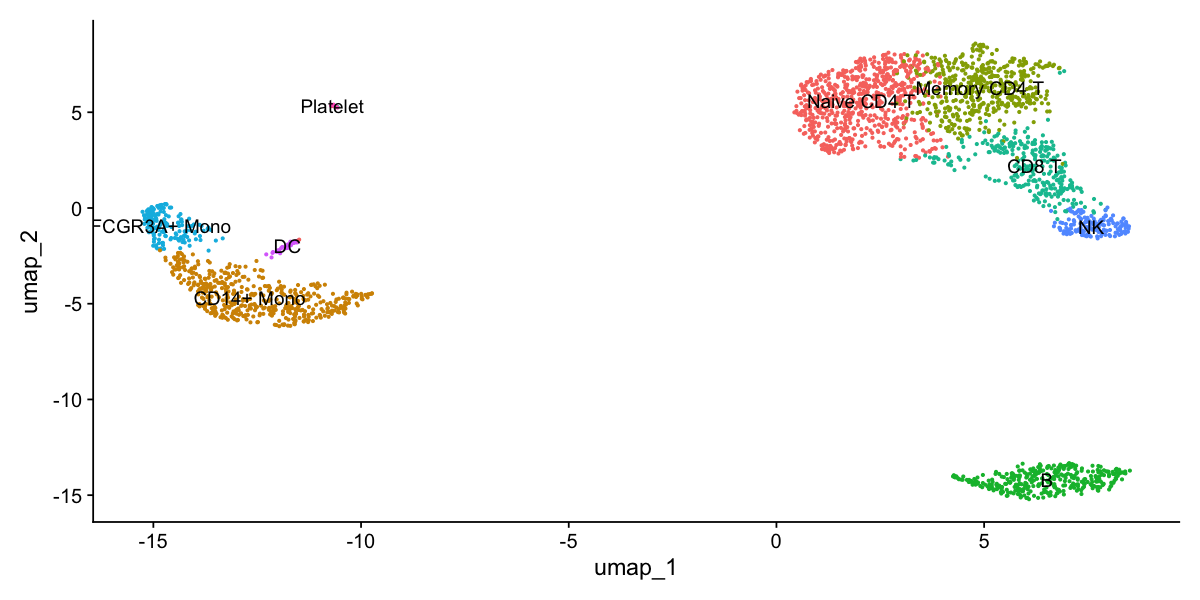 Platelet
Naive CD4 T
Memory CD4 T
CD8 T
NK
FCGR3A+ Mono
DC
CD14+ Mono
B
umap_2
5
0
-5
-10
-15
-15
-10
-5
0
5
umap_1